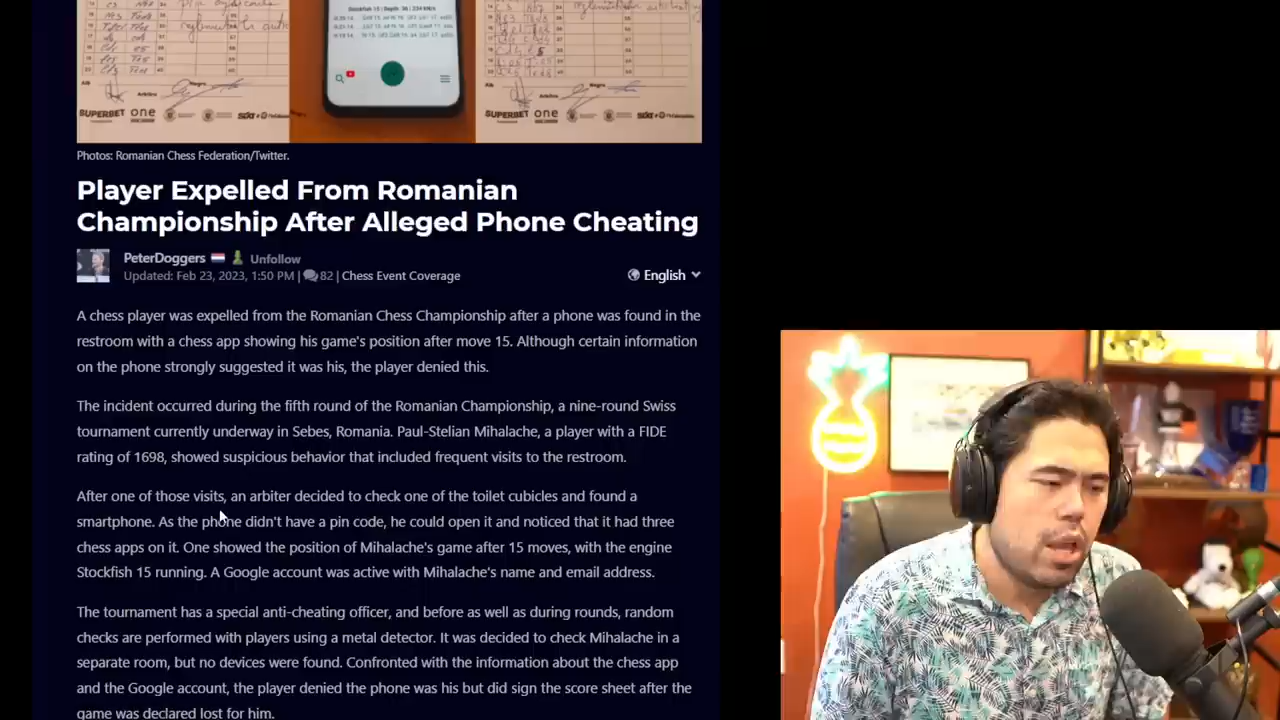 Stockfish 15 | Depth: 36 | 234 KN/s
SUPERBET one
SUPERBET one
Photos: Romanian Chess Federation/Twitter.
Player Expelled From Romanian
Championship After Alleged Phone Cheating
PeterDoggers Unfollow
Updated: Feb 23, 2023, 1:50 PM | 82 | Chess Event Coverage
English
A chess player was expelled from the Romanian Chess Championship after a phone was found in the
restroom with a chess app showing his game's position after move 15. Although certain information
on the phone strongly suggested it was his, the player denied this.
The incident occurred during the fifth round of the Romanian Championship, a nine-round Swiss
tournament currently underway in Sebes, Romania. Paul-Stelian Mihalache, a player with a FIDE
rating of 1698, showed suspicious behavior that included frequent visits to the restroom.
After one of those visits, an arbiter decided to check one of the toilet cubicles and found a
smartphone. As the phone didn't have a pin code, he could open it and noticed that it had three
chess apps on it. One showed the position of Mihalache's game after 15 moves, with the engine
Stockfish 15 running. A Google account was active with Mihalache's name and email address.
The tournament has a special anti-cheating officer, and before as well as during rounds, random
checks are performed with players using a metal detector. It was decided to check Mihalache in a
separate room, but no devices were found. Confronted with the information about the chess app
and the Google account, the player denied the phone was his but did sign the score sheet after the
game was declared lost for him.